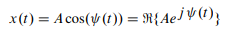 x(t) = A cos(ψ(t)) = ℜ{Ae^{jψ(t)}}